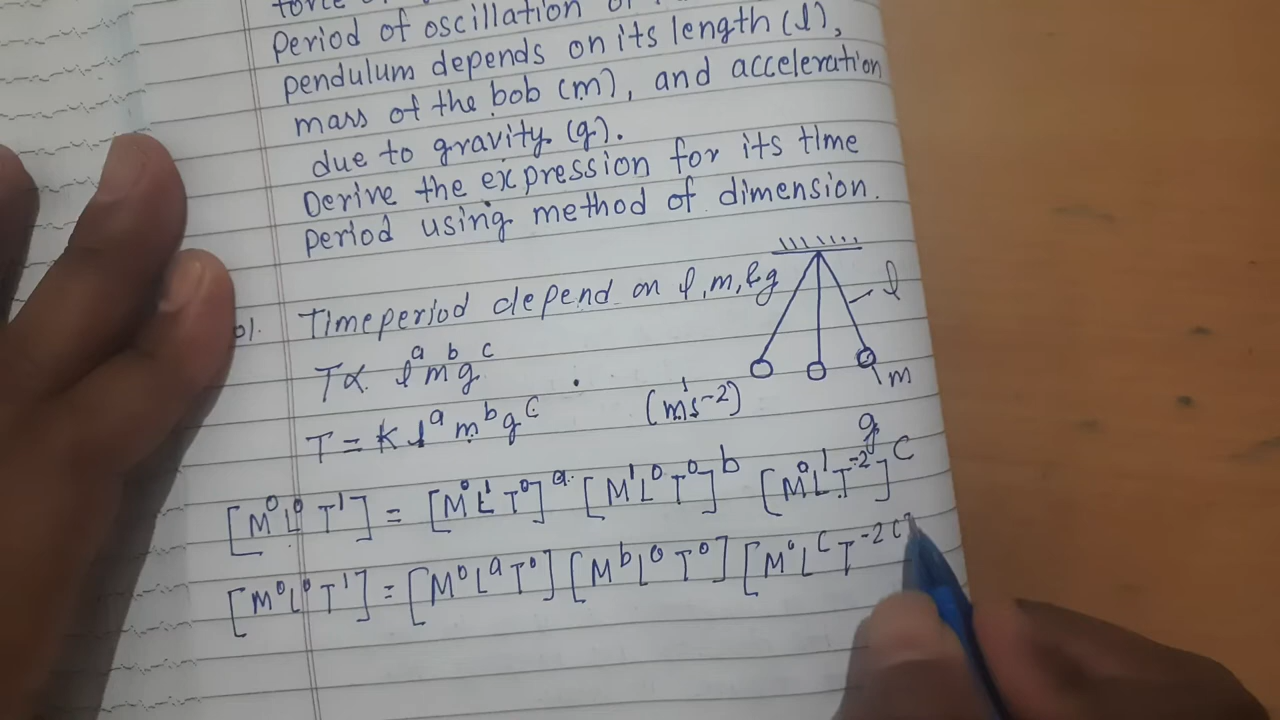 force
Period of oscillation of
pendulum depends on its length (l),
mass of the bob (m), and acceleration
due to gravity (g).
Derive the expression for its time
period using method of dimension.
Timeperiod depend on l, m, & g
l
T ∝ l^a m^b g^c
m
(m^1 s^-2)
T = K l^a m^b g^c
g
[M^0 L^0 T^1] = [M^0 L^1 T^0]^a [M^1 L^0 T^0]^b [M^0 L^1 T^-2]^c
[M^0 L^0 T^1] = [M^0 L^a T^0] [M^b L^0 T^0] [M^0 L^c T^-2c]